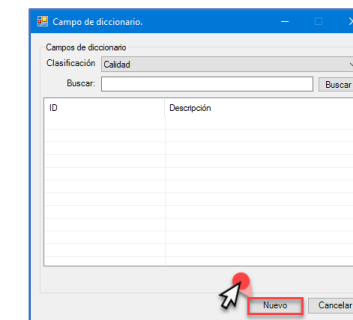 Campo de diccionario.
Campos de diccionario
Clasificación Calidad
Buscar: Buscar
ID Descripción
Nuevo Cancelar